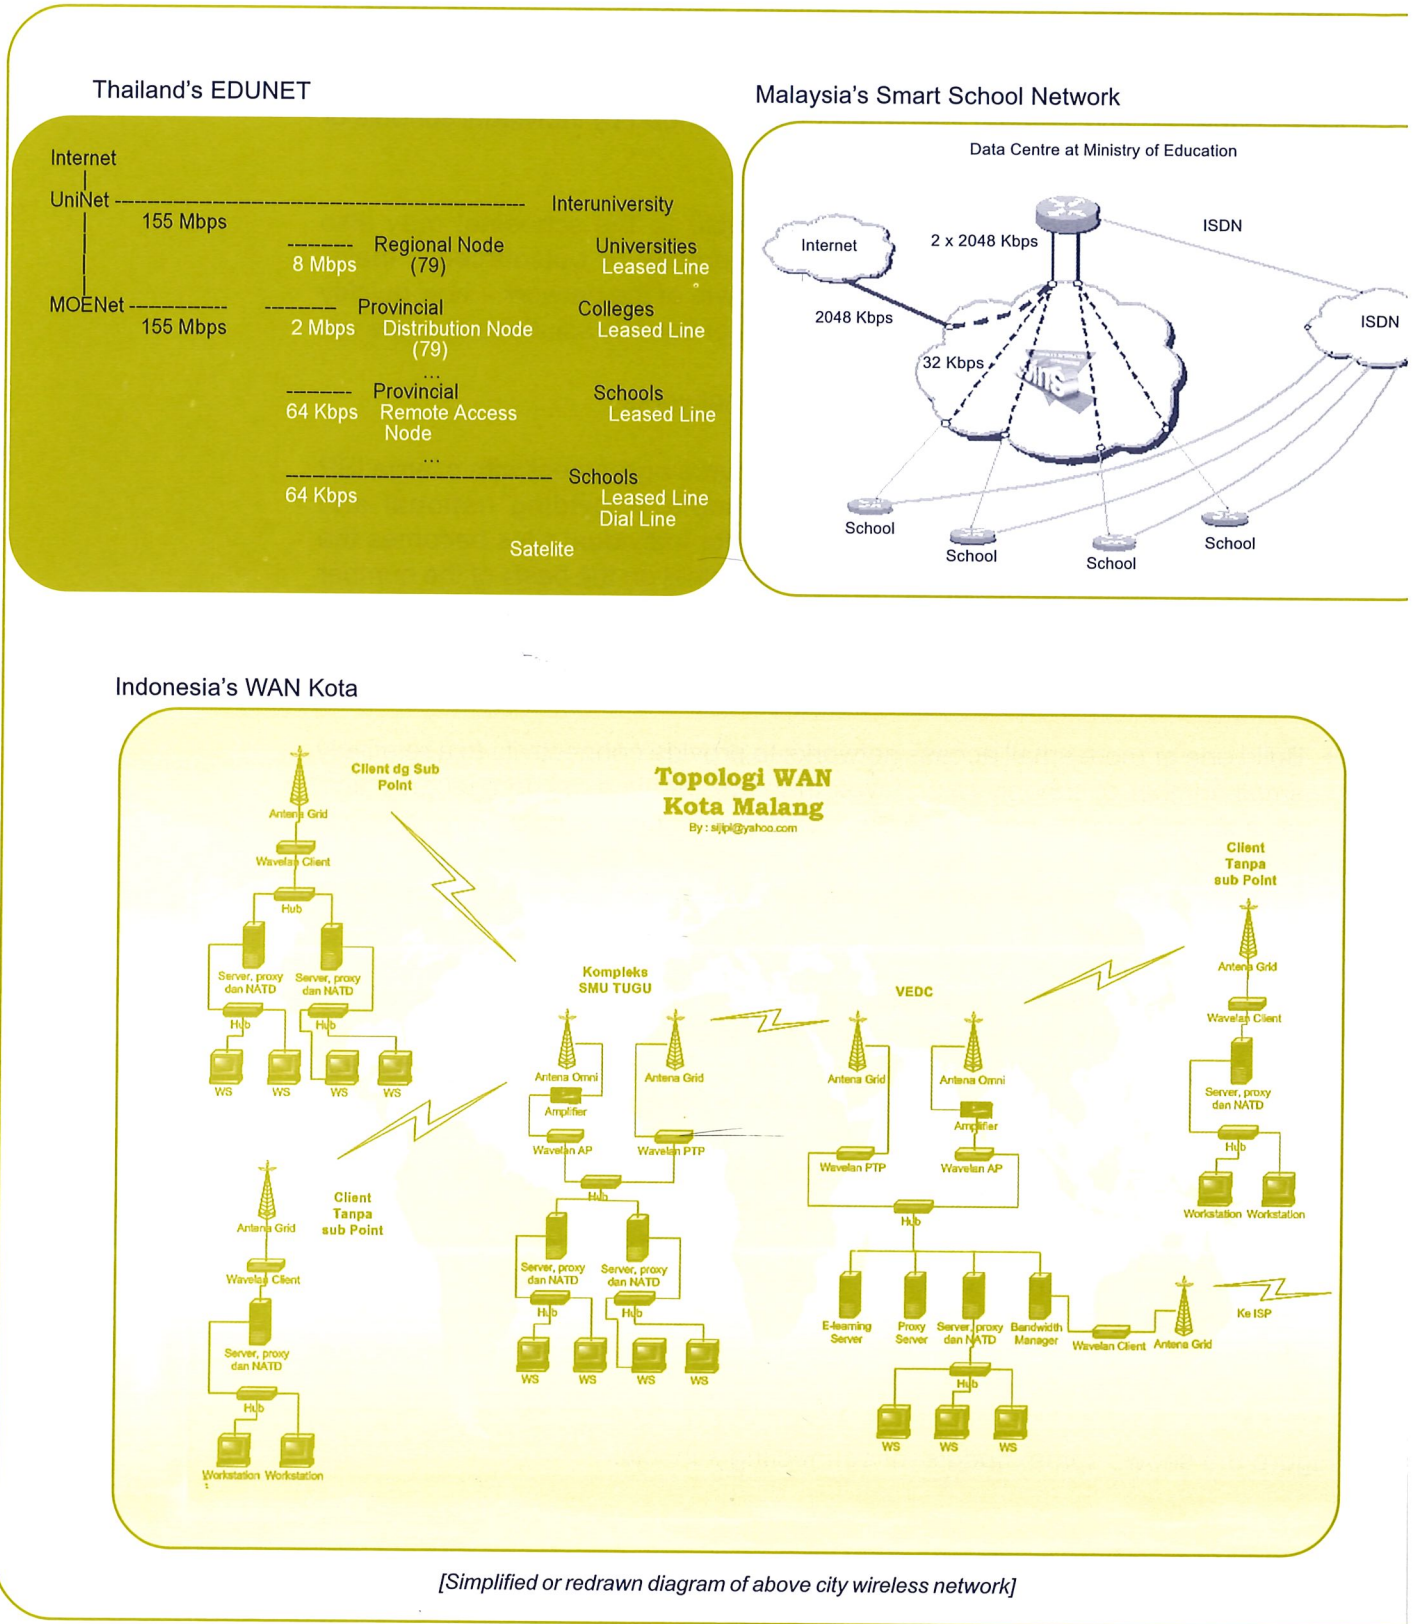 Thailand's EDUNET
Internet
UniNet ---------- Interuniversity
155 Mbps
------- Regional Node Universities
8 Mbps (79) Leased Line
MOENet ---------- ------- Provincial Colleges
155 Mbps 2 Mbps Distribution Node Leased Line
(79)
...
------- Provincial Schools
64 Kbps Remote Access Leased Line
Node
...
---------- Schools
64 Kbps Leased Line
Dial Line
Satelite
Malaysia's Smart School Network
Data Centre at Ministry of Education
Internet
2 x 2048 Kbps
ISDN
2048 Kbps
ISDN
32 Kbps
School
School
School
School
Indonesia's WAN Kota
Topologi WAN
Kota Malang
By : sijipi@yahoo.com
Client dg Sub
Point
Antena Grid
Wavelan Client
Hub
Server, proxy
dan NATD
Server, proxy
dan NATD
Hub
Hub
WS
WS
WS
WS
Client
Tanpa
sub Point
Antena Grid
Wavelan Client
Server, proxy
dan NATD
Hub
Workstation
Workstation
Kompleks
SMU TUGU
Antena Omni
Antena Grid
Amplifier
Wavelan AP
Wavelan PTP
Hub
Server, proxy
dan NATD
Server, proxy
dan NATD
Hub
Hub
WS
WS
WS
WS
VEDC
Antena Grid
Antena Omni
Amplifier
Wavelan PTP
Wavelan AP
Hub
E-learning
Server
Proxy
Server
Server, proxy
dan NATD
Bandwidth
Manager
Wavelan Client
Antena Grid
Ke ISP
Hub
WS
WS
WS
Client
Tanpa
sub Point
Antena Grid
Wavelan Client
Server, proxy
dan NATD
Hub
Workstation
Workstation
[Simplified or redrawn diagram of above city wireless network]